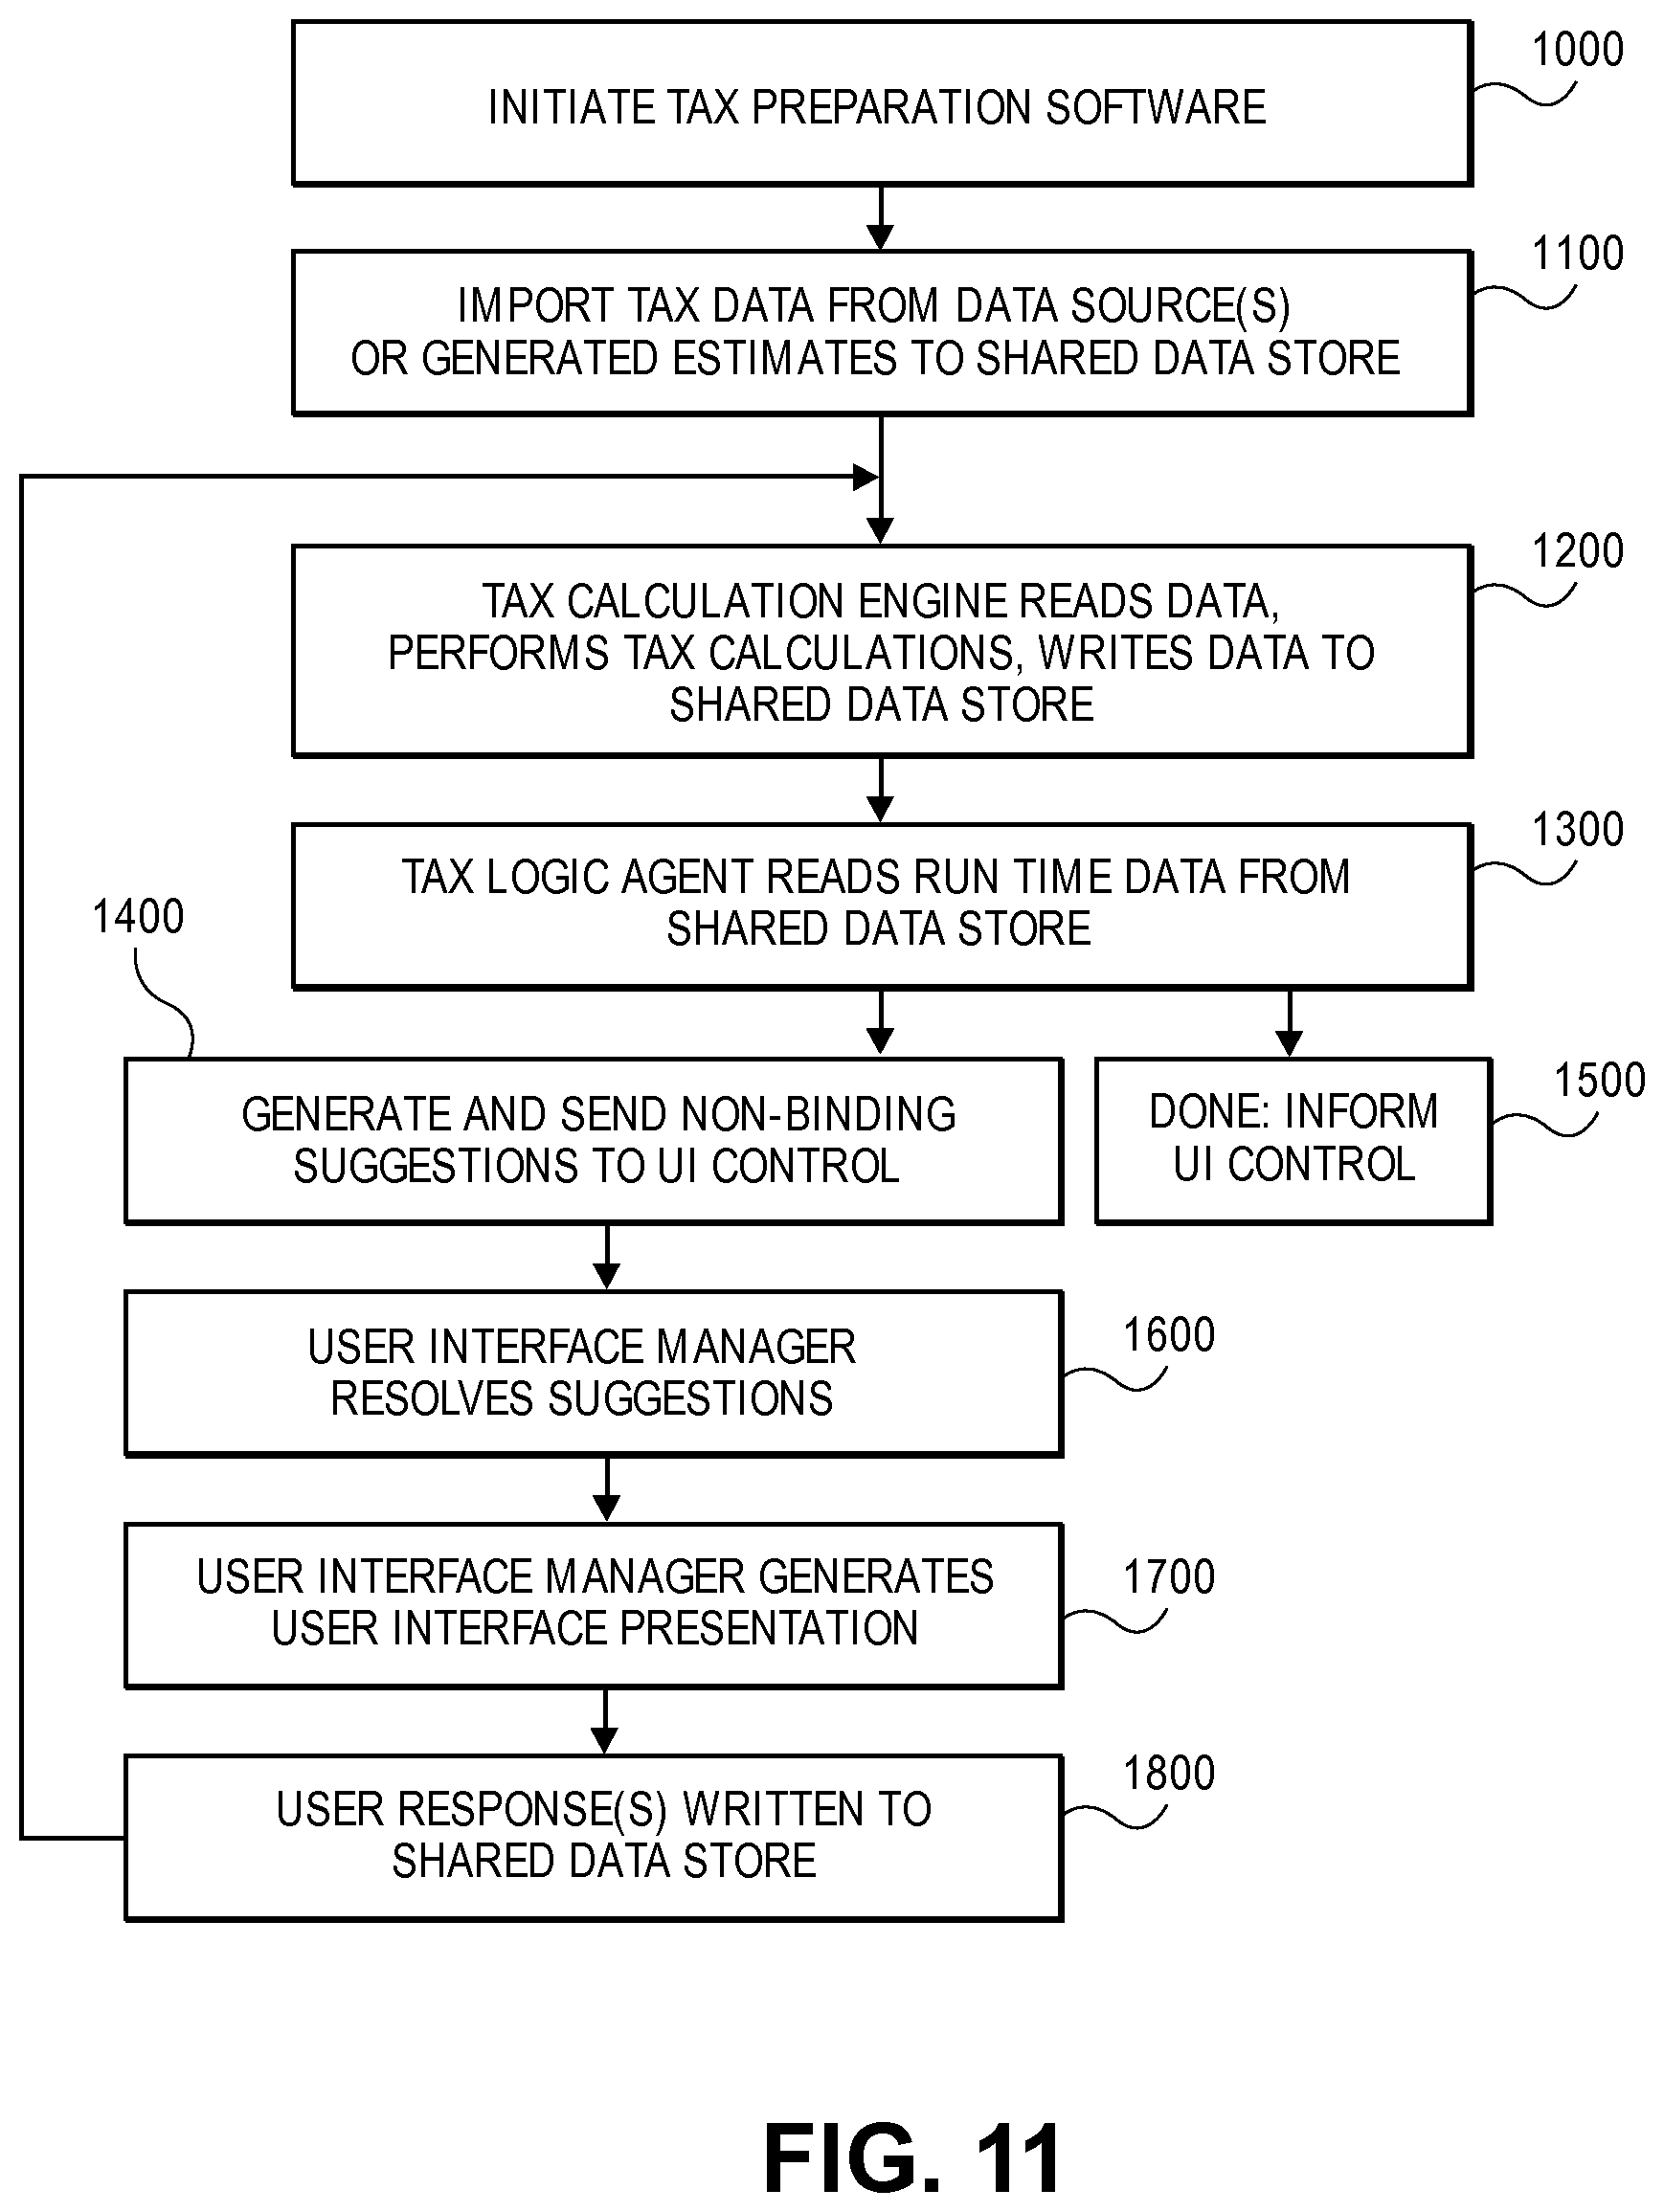 1000
INITIATE TAX PREPARATION SOFTWARE
1100
IMPORT TAX DATA FROM DATA SOURCE(S)
OR GENERATED ESTIMATES TO SHARED DATA STORE
1200
TAX CALCULATION ENGINE READS DATA,
PERFORMS TAX CALCULATIONS, WRITES DATA TO
SHARED DATA STORE
1300
TAX LOGIC AGENT READS RUN TIME DATA FROM
SHARED DATA STORE
1400
GENERATE AND SEND NON-BINDING
SUGGESTIONS TO UI CONTROL
1500
DONE: INFORM
UI CONTROL
1600
USER INTERFACE MANAGER
RESOLVES SUGGESTIONS
1700
USER INTERFACE MANAGER GENERATES
USER INTERFACE PRESENTATION
1800
USER RESPONSE(S) WRITTEN TO
SHARED DATA STORE
FIG. 11